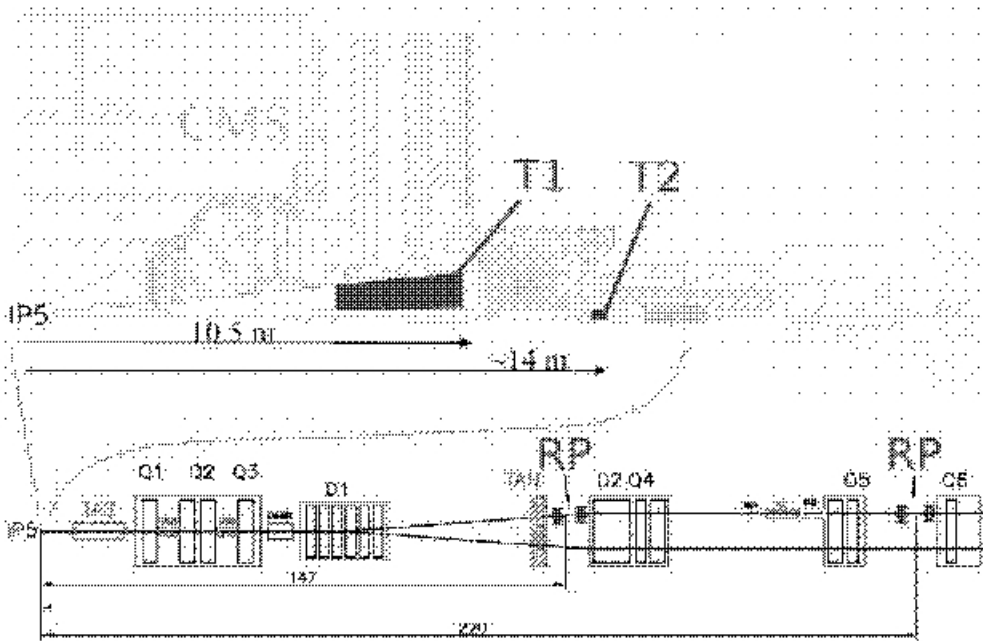 CMS
T1 T2
IP5
10.5 m
~14 m
RP RP
Q1 Q2 Q3 D1 TAN D2 Q4 Q5 Q6
IP5
147
220